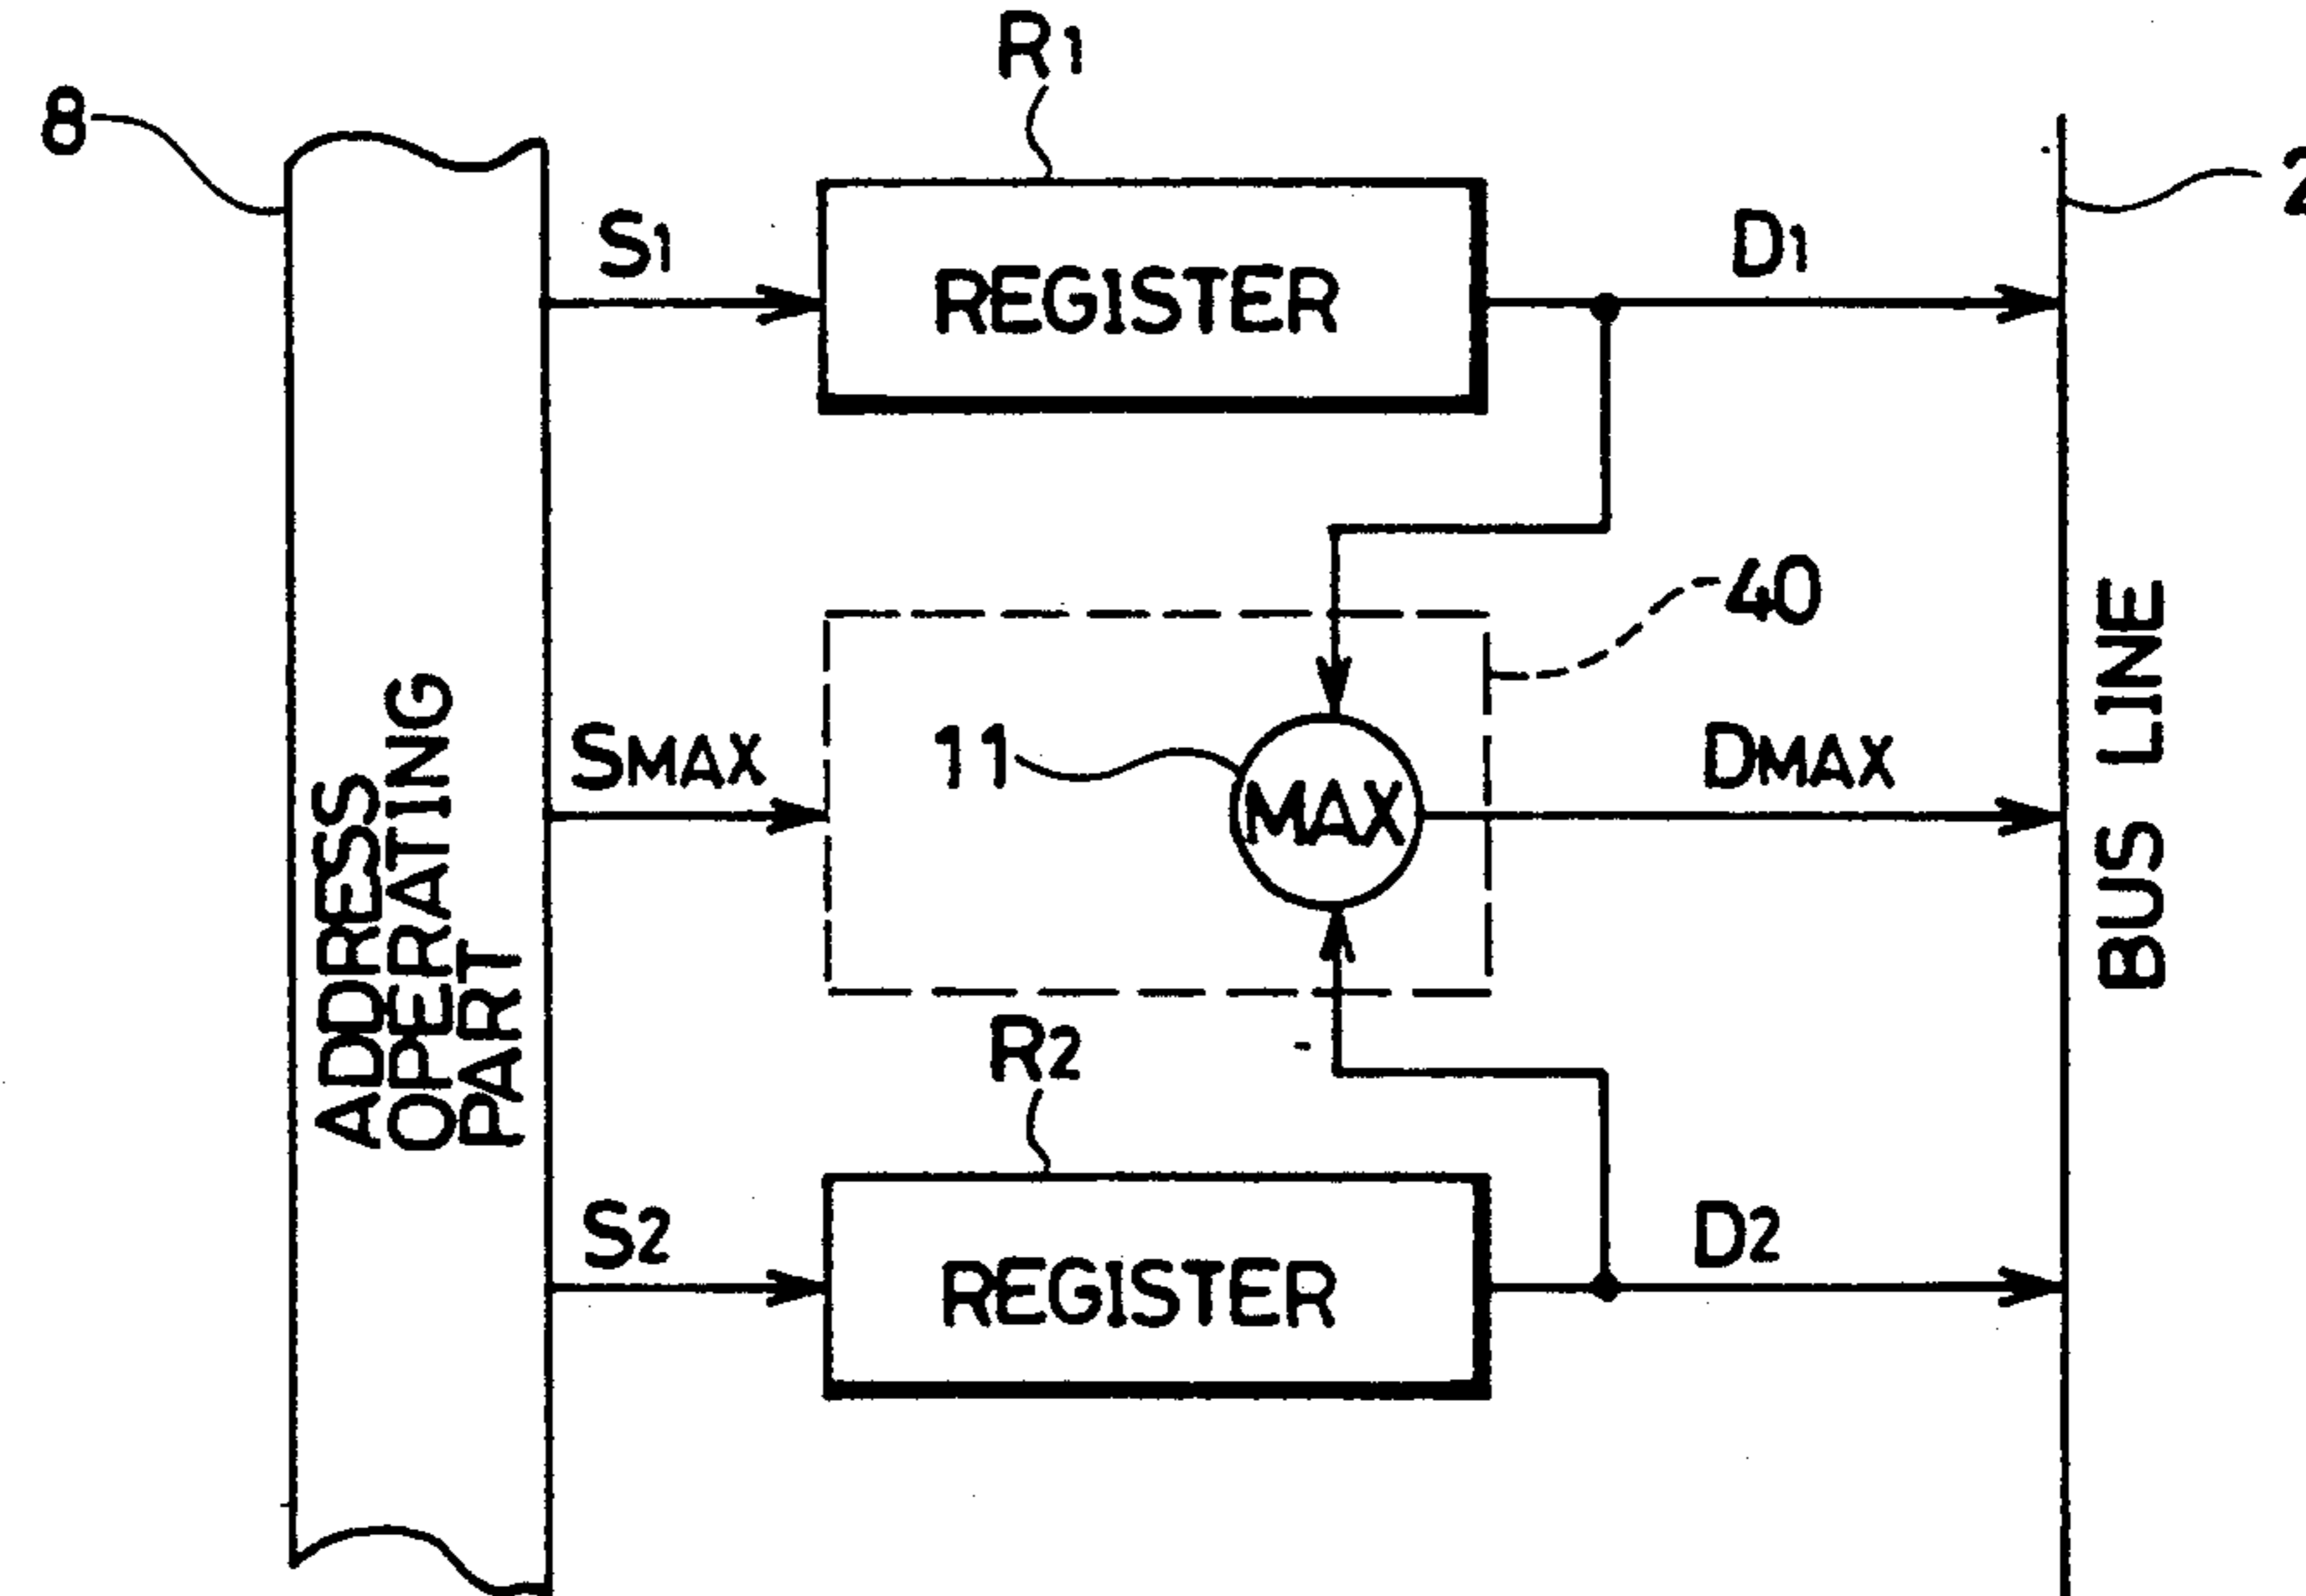 R1
8
2
S1
D1
REGISTER
40
SMAX
11
MAX
DMAX
ADDRESS
OPERATING
PART
BUS LINE
R2
S2
D2
REGISTER